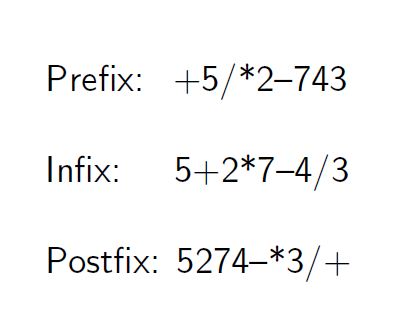 Prefix: +5/*2–743
Infix: 5+2*7–4/3
Postfix: 5274–*3/+